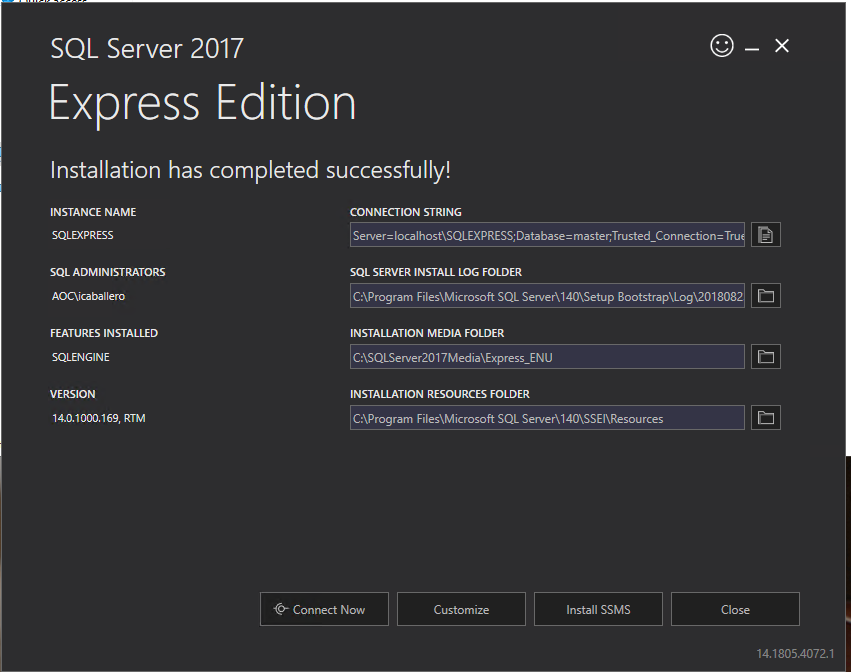 SQL Server 2017
Express Edition
Installation has completed successfully!
INSTANCE NAME
SQLEXPRESS
CONNECTION STRING
Server=localhost\SQLEXPRESS;Database=master;Trusted_Connection=True
SQL ADMINISTRATORS
AOC\icaballero
SQL SERVER INSTALL LOG FOLDER
C:\Program Files\Microsoft SQL Server\140\Setup Bootstrap\Log\2018082
FEATURES INSTALLED
SQLENGINE
INSTALLATION MEDIA FOLDER
C:\SQLServer2017Media\Express_ENU
VERSION
14.0.1000.169, RTM
INSTALLATION RESOURCES FOLDER
C:\Program Files\Microsoft SQL Server\140\SSEI\Resources
Connect Now
Customize
Install SSMS
Close
14.1805.4072.1